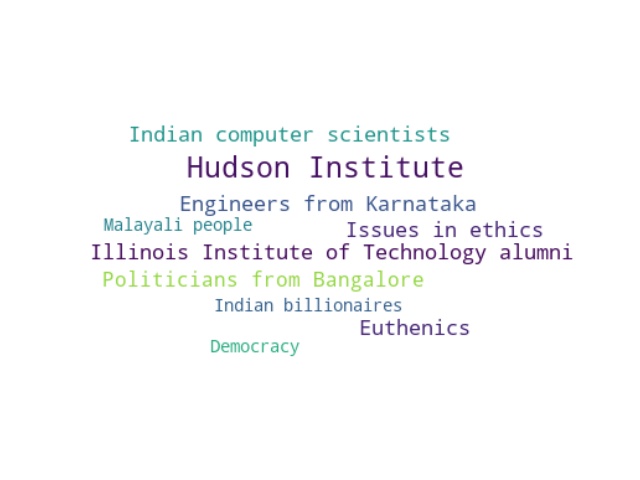 Indian computer scientists
Hudson Institute
Engineers from Karnataka
Malayali people
Issues in ethics
Illinois Institute of Technology alumni
Politicians from Bangalore
Indian billionaires
Euthenics
Democracy